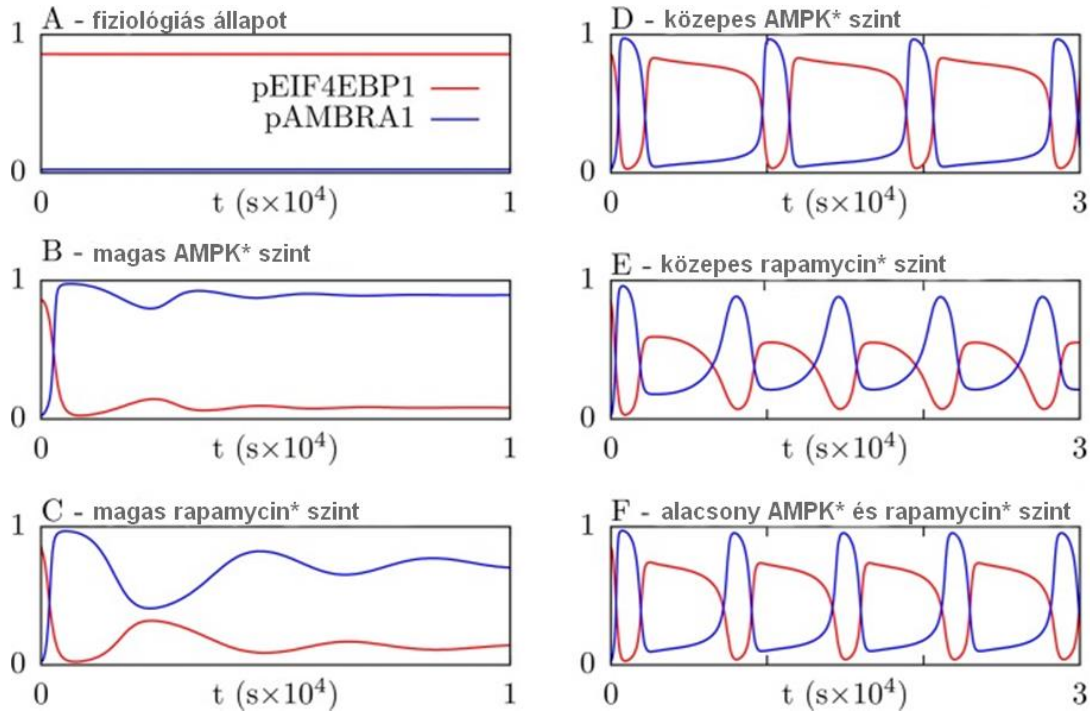 A - fiziológiás állapot
1
pEIF4EBP1
pAMBRA1
0
0 t (s×10⁴) 1
B - magas AMPK* szint
1
0
0 t (s×10⁴) 1
C - magas rapamycin* szint
1
0
0 t (s×10⁴) 1
D - közepes AMPK* szint
1
0
0 t (s×10⁴) 3
E - közepes rapamycin* szint
1
0
0 t (s×10⁴) 3
F - alacsony AMPK* és rapamycin* szint
1
0
0 t (s×10⁴) 3